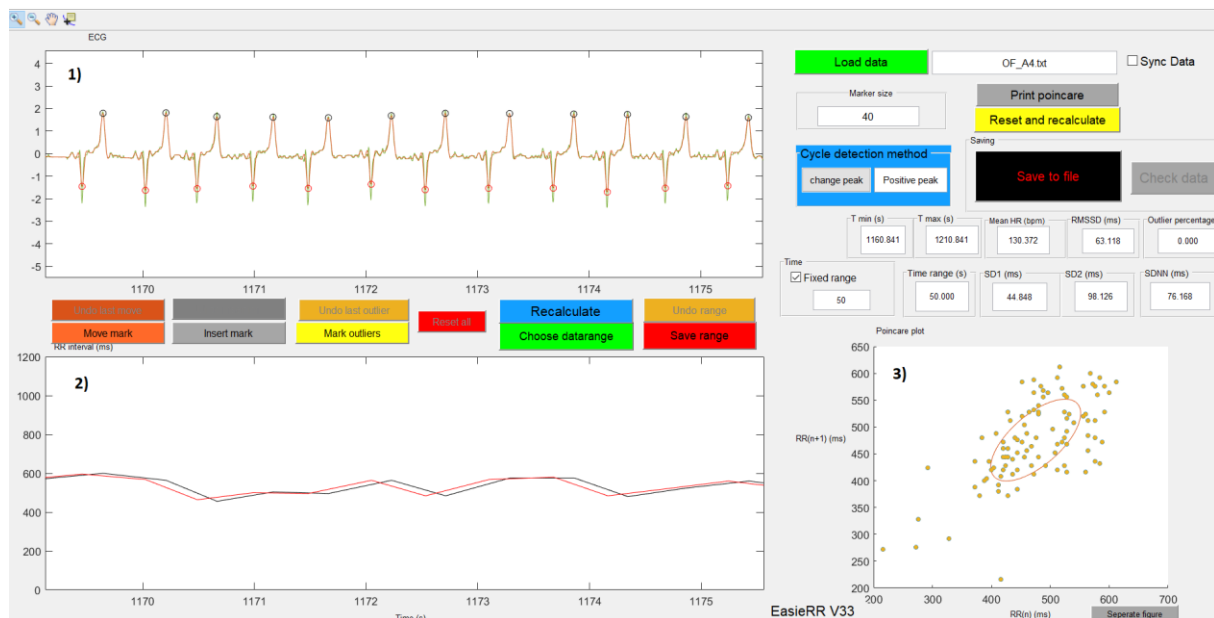 ECG
1)
4
3
2
1
0
-1
-2
-3
-4
-5
1170
1171
1172
1173
1174
1175
Load data
OF_A4.txt
Sync Data
Marker size
40
Print poincare
Reset and recalculate
Cycle detection method
change peak
Positive peak
Saving
Save to file
Check data
T min (s)
1160.841
T max (s)
1210.841
Mean HR (bpm)
130.372
RMSSD (ms)
63.118
Outlier percentage
0.000
Time
Fixed range
50
Time range (s)
50.000
SD1 (ms)
44.848
SD2 (ms)
98.126
SDNN (ms)
76.168
Undo last move
Undo last outlier
Reset all
Recalculate
Undo range
Move mark
Insert mark
Mark outliers
Choose datarange
Save range
RR interval (ms)
2)
1200
1000
800
600
400
200
0
1170
1171
1172
1173
1174
1175
Time (s)
Poincare plot
3)
650
600
550
500
450
400
350
300
250
200
RR(n+1) (ms)
200
300
400
500
600
700
RR(n) (ms)
EasieRR V33
Seperate figure